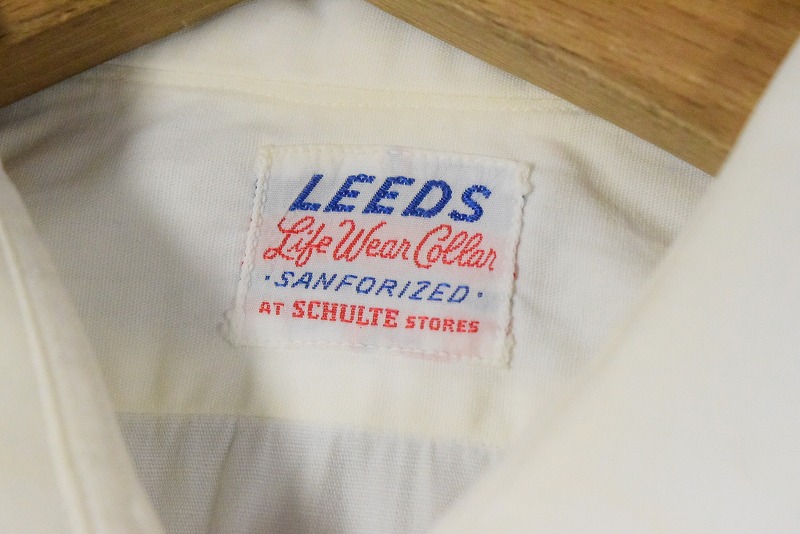 LEEDS
Life Wear Collar
·SANFORIZED·
AT SCHULTE STORES